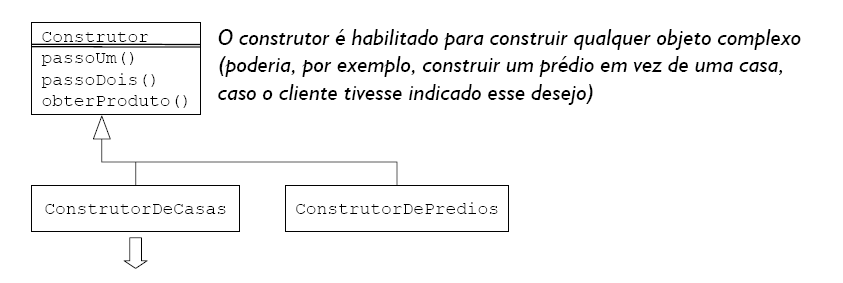 Construtor
passoUm()
passoDois()
obterProduto()
O construtor é habilitado para construir qualquer objeto complexo
(poderia, por exemplo, construir um prédio em vez de uma casa,
caso o cliente tivesse indicado esse desejo)
ConstrutorDeCasas
ConstrutorDePredios